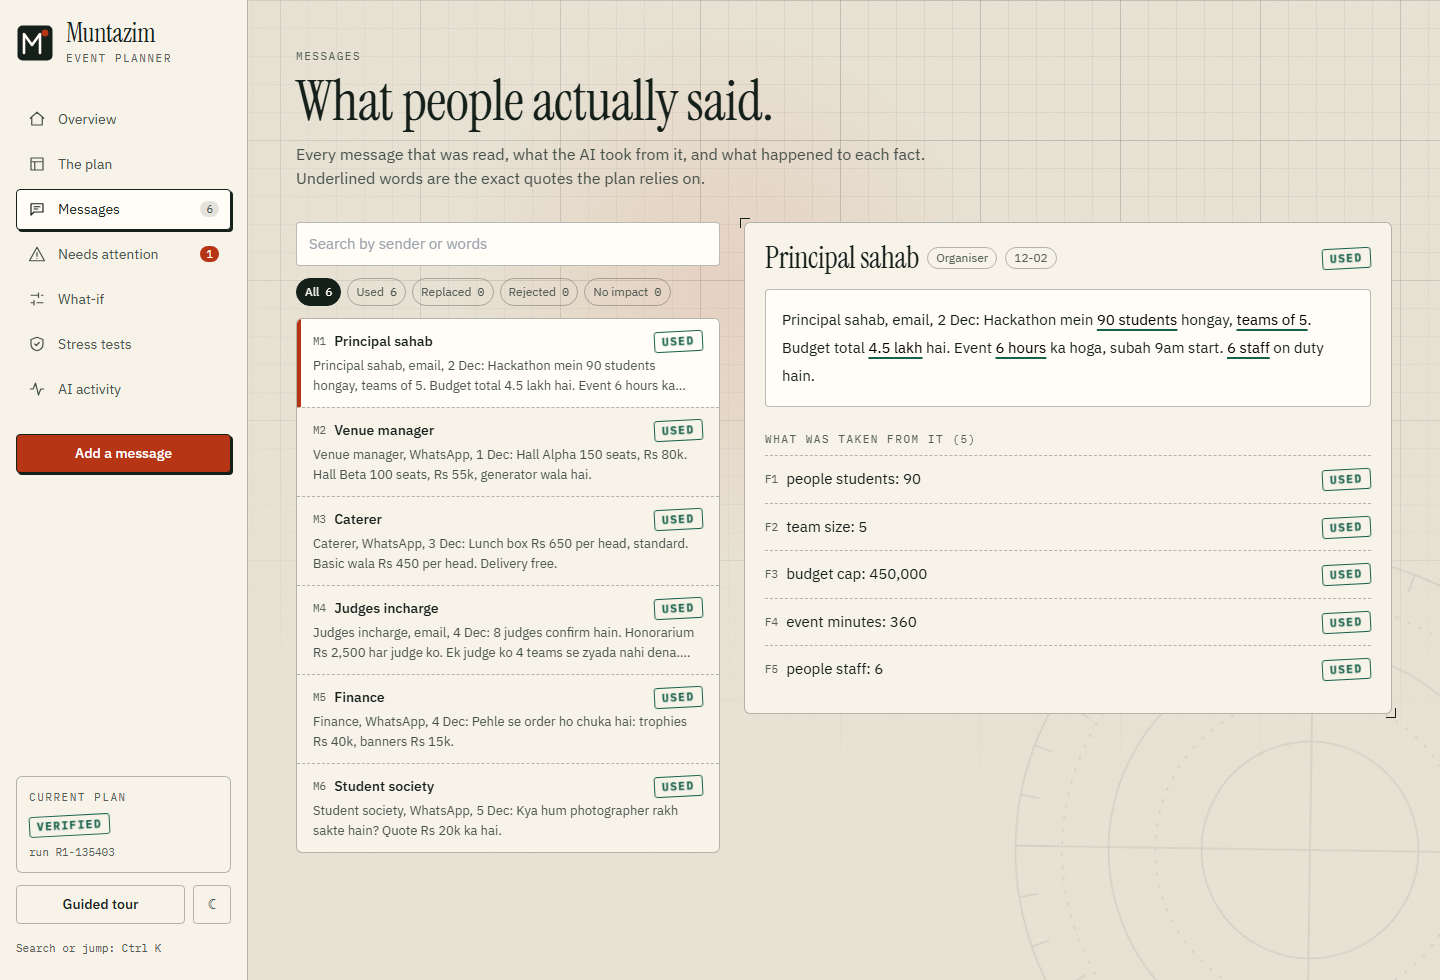 Muntazim
EVENT PLANNER
Overview
The plan
Messages 6
Needs attention 1
What-if
Stress tests
AI activity
Add a message
CURRENT PLAN
VERIFIED
run R1-135403
Guided tour
Search or jump: Ctrl K
MESSAGES
What people actually said.
Every message that was read, what the AI took from it, and what happened to each fact.
Underlined words are the exact quotes the plan relies on.
Search by sender or words
All 6 Used 6 Replaced 0 Rejected 0 No impact 0
M1 Principal sahab USED
Principal sahab, email, 2 Dec: Hackathon mein 90 students
hongay, teams of 5. Budget total 4.5 lakh hai. Event 6 hours ka...
M2 Venue manager USED
Venue manager, WhatsApp, 1 Dec: Hall Alpha 150 seats, Rs 80k.
Hall Beta 100 seats, Rs 55k, generator wala hai.
M3 Caterer USED
Caterer, WhatsApp, 3 Dec: Lunch box Rs 650 per head, standard.
Basic wala Rs 450 per head. Delivery free.
M4 Judges incharge USED
Judges incharge, email, 4 Dec: 8 judges confirm hain. Honorarium
Rs 2,500 har judge ko. Ek judge ko 4 teams se zyada nahi dena....
M5 Finance USED
Finance, WhatsApp, 4 Dec: Pehle se order ho chuka hai: trophies
Rs 40k, banners Rs 15k.
M6 Student society USED
Student society, WhatsApp, 5 Dec: Kya hum photographer rakh
sakte hain? Quote Rs 20k ka hai.
Principal sahab Organiser 12-02 USED
Principal sahab, email, 2 Dec: Hackathon mein 90 students hongay, teams of 5.
Budget total 4.5 lakh hai. Event 6 hours ka hoga, subah 9am start. 6 staff on duty
hain.
WHAT WAS TAKEN FROM IT (5)
F1 people students: 90 USED
F2 team size: 5 USED
F3 budget cap: 450,000 USED
F4 event minutes: 360 USED
F5 people staff: 6 USED